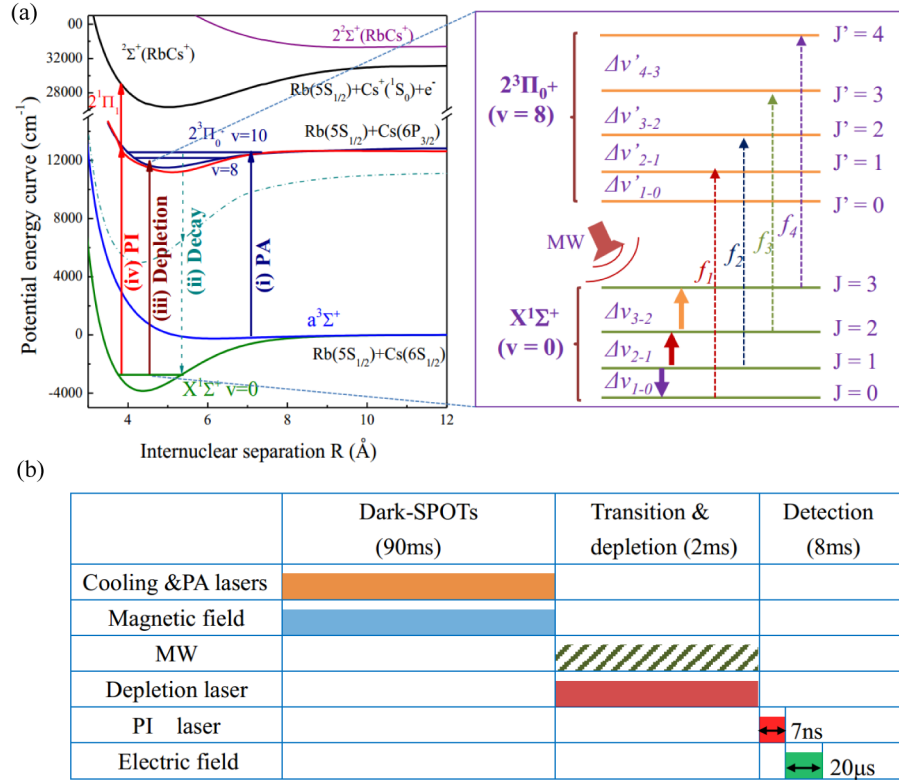 (a)
00
32000
28000
12000
8000
4000
0
-4000
Potential energy curve (cm⁻¹)
2²Σ⁺(RbCs⁺)
²Σ⁺(RbCs⁺)
Rb(5S₁/₂)+Cs⁺(¹S₀)+e⁻
2¹Π₁
2³Π₀ v=10
Rb(5S₁/₂)+Cs(6P₃/₂)
v=8
(iv) PI
(iii) Depletion
(ii) Decay
(i) PA
a³Σ⁺
Rb(5S₁/₂)+Cs(6S₁/₂)
X¹Σ⁺ v=0
4 6 8 10 12
Internuclear separation R (Å)
2³Π₀⁺
(v = 8)
J' = 4
Δv'₄₋₃
J' = 3
Δv'₃₋₂
J' = 2
Δv'₂₋₁
J' = 1
Δv'₁₋₀
J' = 0
MW
f₁
f₂
f₃
f₄
X¹Σ⁺
(v = 0)
J = 3
Δv₃₋₂
J = 2
Δv₂₋₁
J = 1
Δv₁₋₀
J = 0
(b)
Dark-SPOTs
(90ms)
Transition &
depletion (2ms)
Detection
(8ms)
Cooling &PA lasers
Magnetic field
MW
Depletion laser
PI laser
7ns
Electric field
20μs